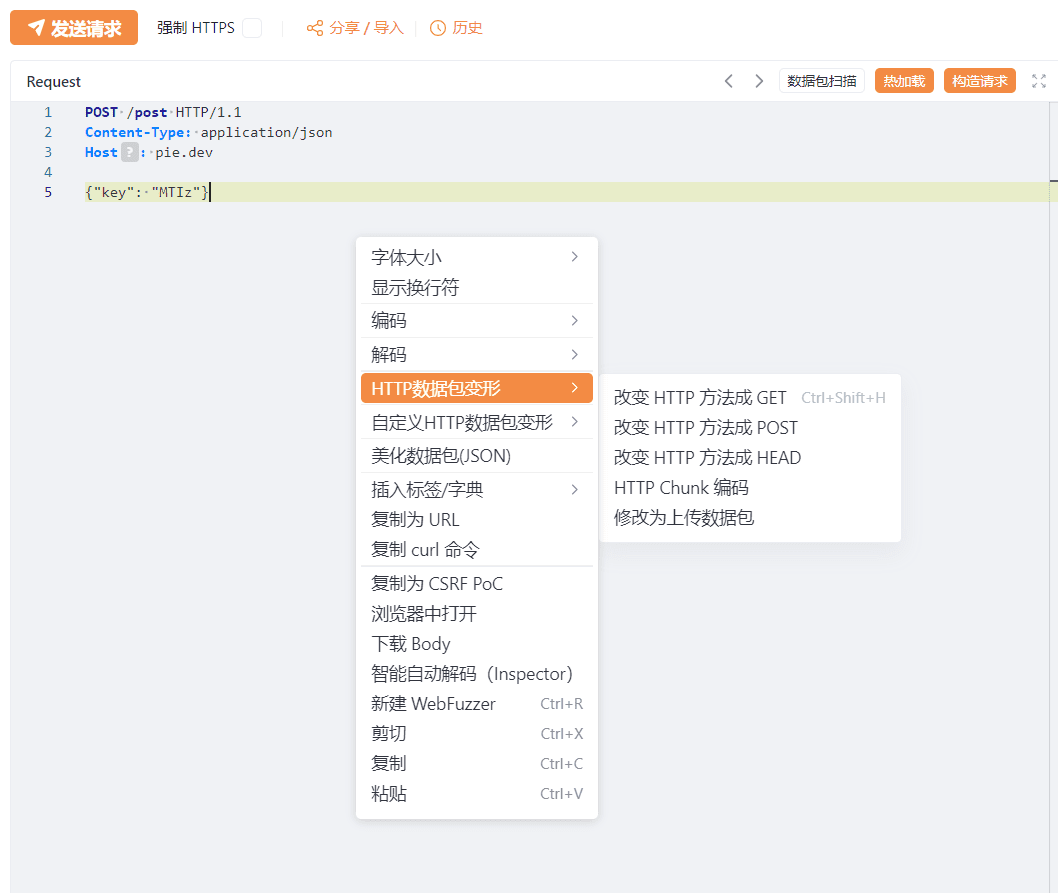 发送请求 强制 HTTPS 分享 / 导入 历史
Request 数据包扫描 热加载 构造请求
1 POST /post HTTP/1.1
2 Content-Type: application/json
3 Host ? : pie.dev
4
5 {"key": "MTIz"}
字体大小
显示换行符
编码
解码
HTTP数据包变形
自定义HTTP数据包变形
美化数据包(JSON)
插入标签/字典
复制为 URL
复制 curl 命令
复制为 CSRF PoC
浏览器中打开
下载 Body
智能自动解码（Inspector）
新建 WebFuzzer Ctrl+R
剪切 Ctrl+X
复制 Ctrl+C
粘贴 Ctrl+V
改变 HTTP 方法成 GET Ctrl+Shift+H
改变 HTTP 方法成 POST
改变 HTTP 方法成 HEAD
HTTP Chunk 编码
修改为上传数据包